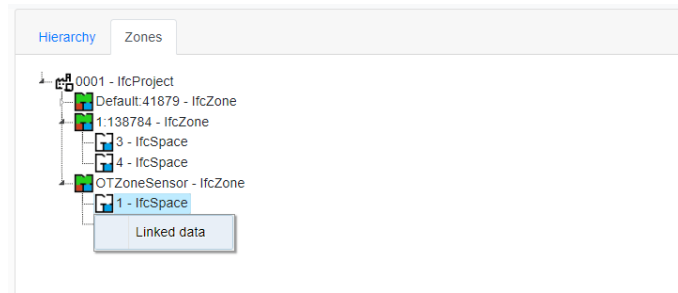 Hierarchy Zones
0001 - IfcProject
Default:41879 - IfcZone
1:138784 - IfcZone
3 - IfcSpace
4 - IfcSpace
OTZoneSensor - IfcZone
1 - IfcSpace
Linked data